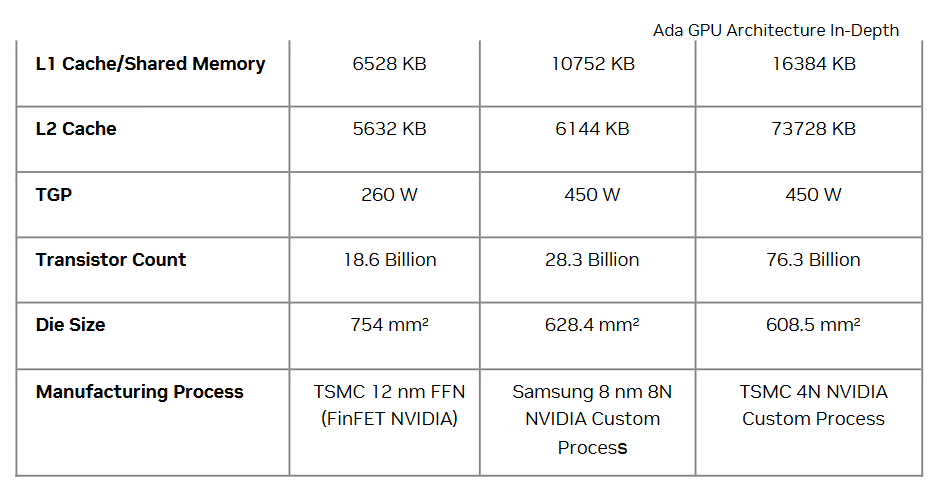 Ada GPU Architecture In-Depth
L1 Cache/Shared Memory 6528 KB 10752 KB 16384 KB
L2 Cache 5632 KB 6144 KB 73728 KB
TGP 260 W 450 W 450 W
Transistor Count 18.6 Billion 28.3 Billion 76.3 Billion
Die Size 754 mm² 628.4 mm² 608.5 mm²
Manufacturing Process TSMC 12 nm FFN Samsung 8 nm 8N TSMC 4N NVIDIA
(FinFET NVIDIA) NVIDIA Custom Custom Process
Process